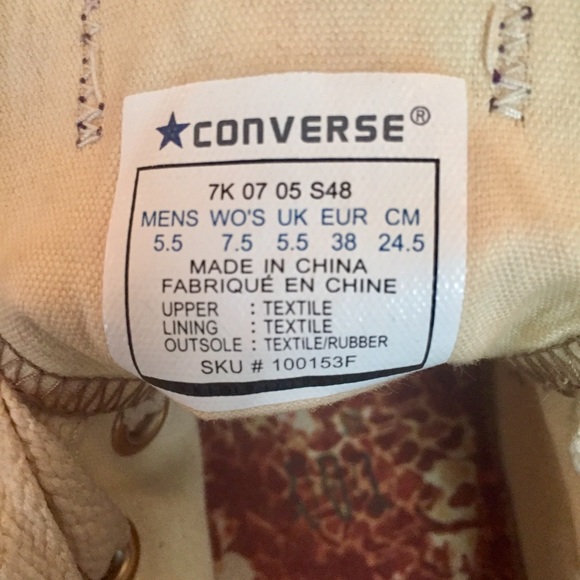 ★CONVERSE®
7K 07 05 S48
MENS WO'S UK EUR CM
5.5 7.5 5.5 38 24.5
MADE IN CHINA
FABRIQUÉ EN CHINE
UPPER : TEXTILE
LINING : TEXTILE
OUTSOLE : TEXTILE/RUBBER
SKU # 100153F